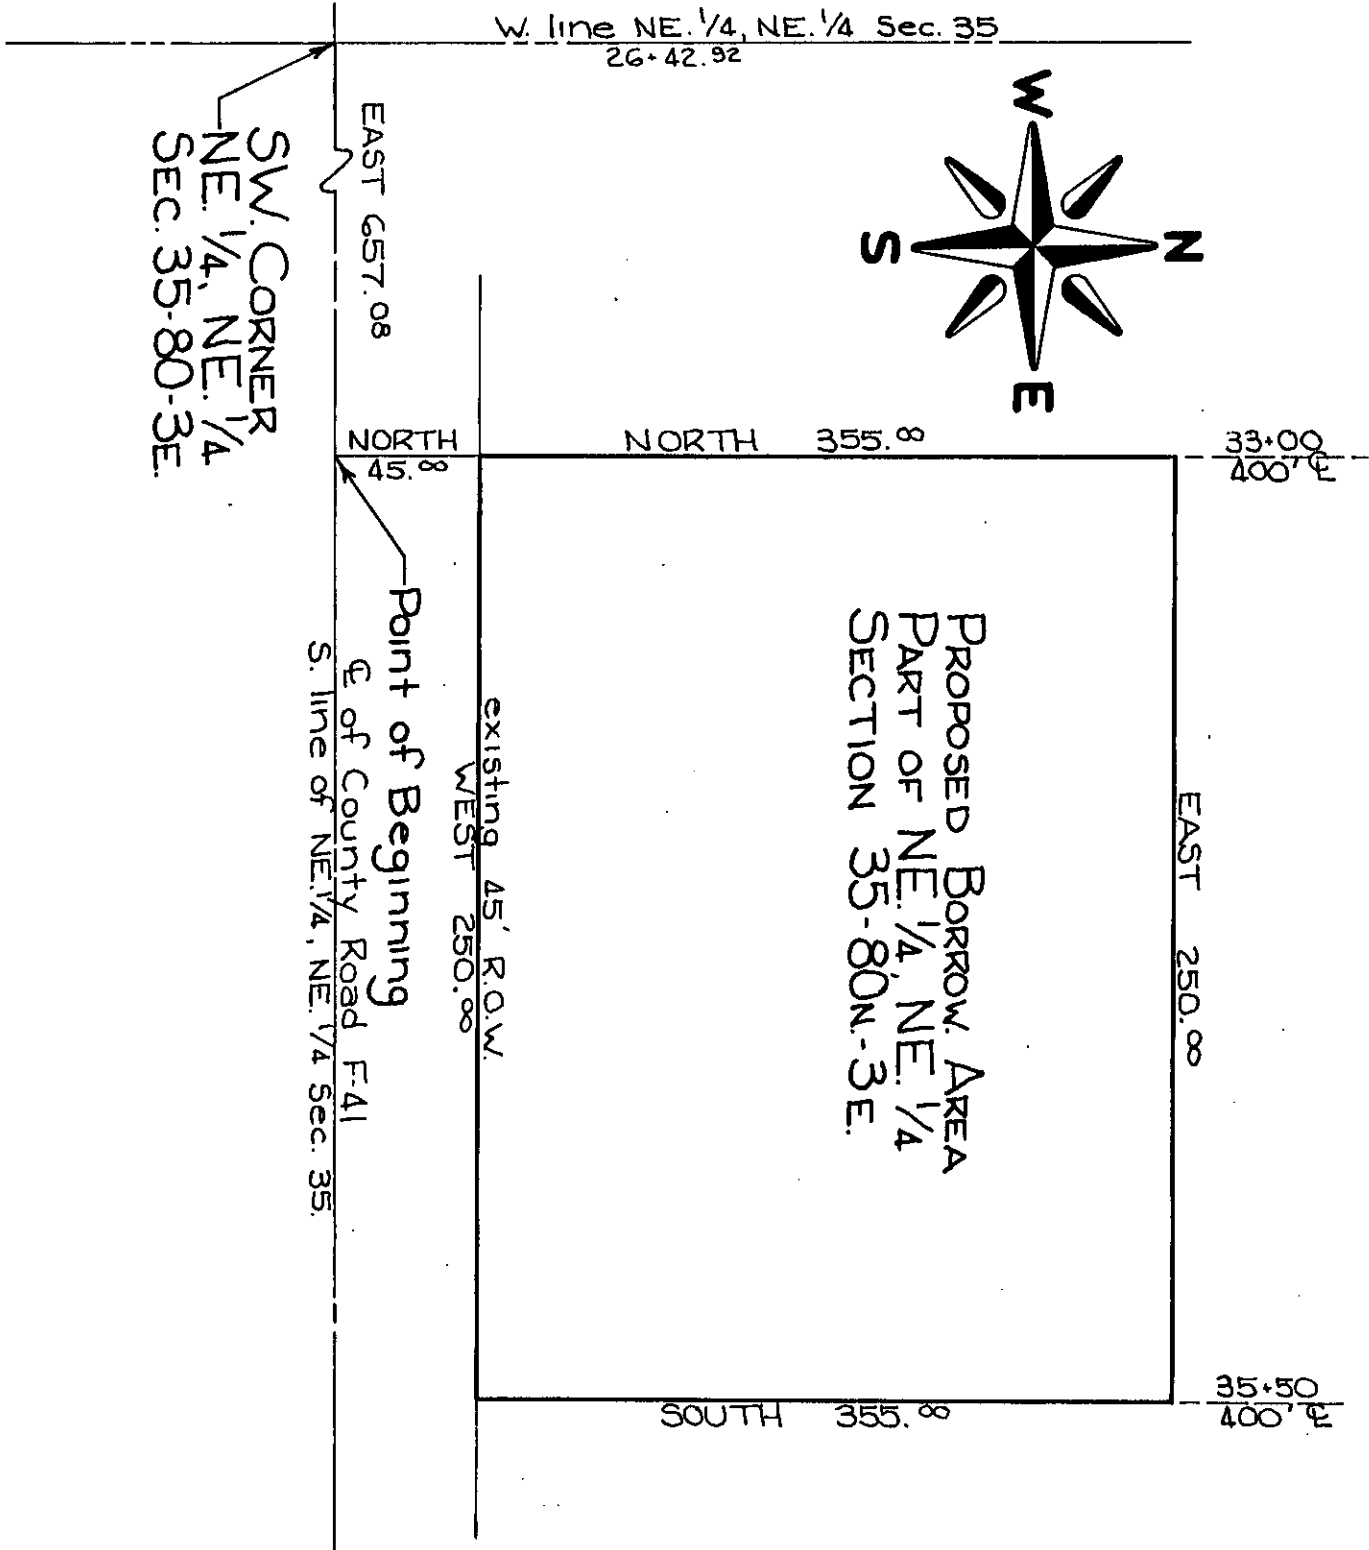 W. line NE.1/4, NE.1/4 Sec. 35
26+42.92
W
N
S
E
EAST 657.08
SW. CORNER
NE. 1/4, NE. 1/4
SEC. 35-80-3E.
NORTH
45.00
NORTH 355.00
33+00
400' ℄
PROPOSED BORROW. AREA
PART OF NE. 1/4, NE. 1/4
SECTION 35-80N.-3E.
EAST 250.00
existing 45' R.O.W.
WEST 250.00
Point of Beginning
℄ of County Road F-41
S. line of NE.1/4, NE. 1/4 Sec. 35.
SOUTH 355.00
35+50
400' ℄